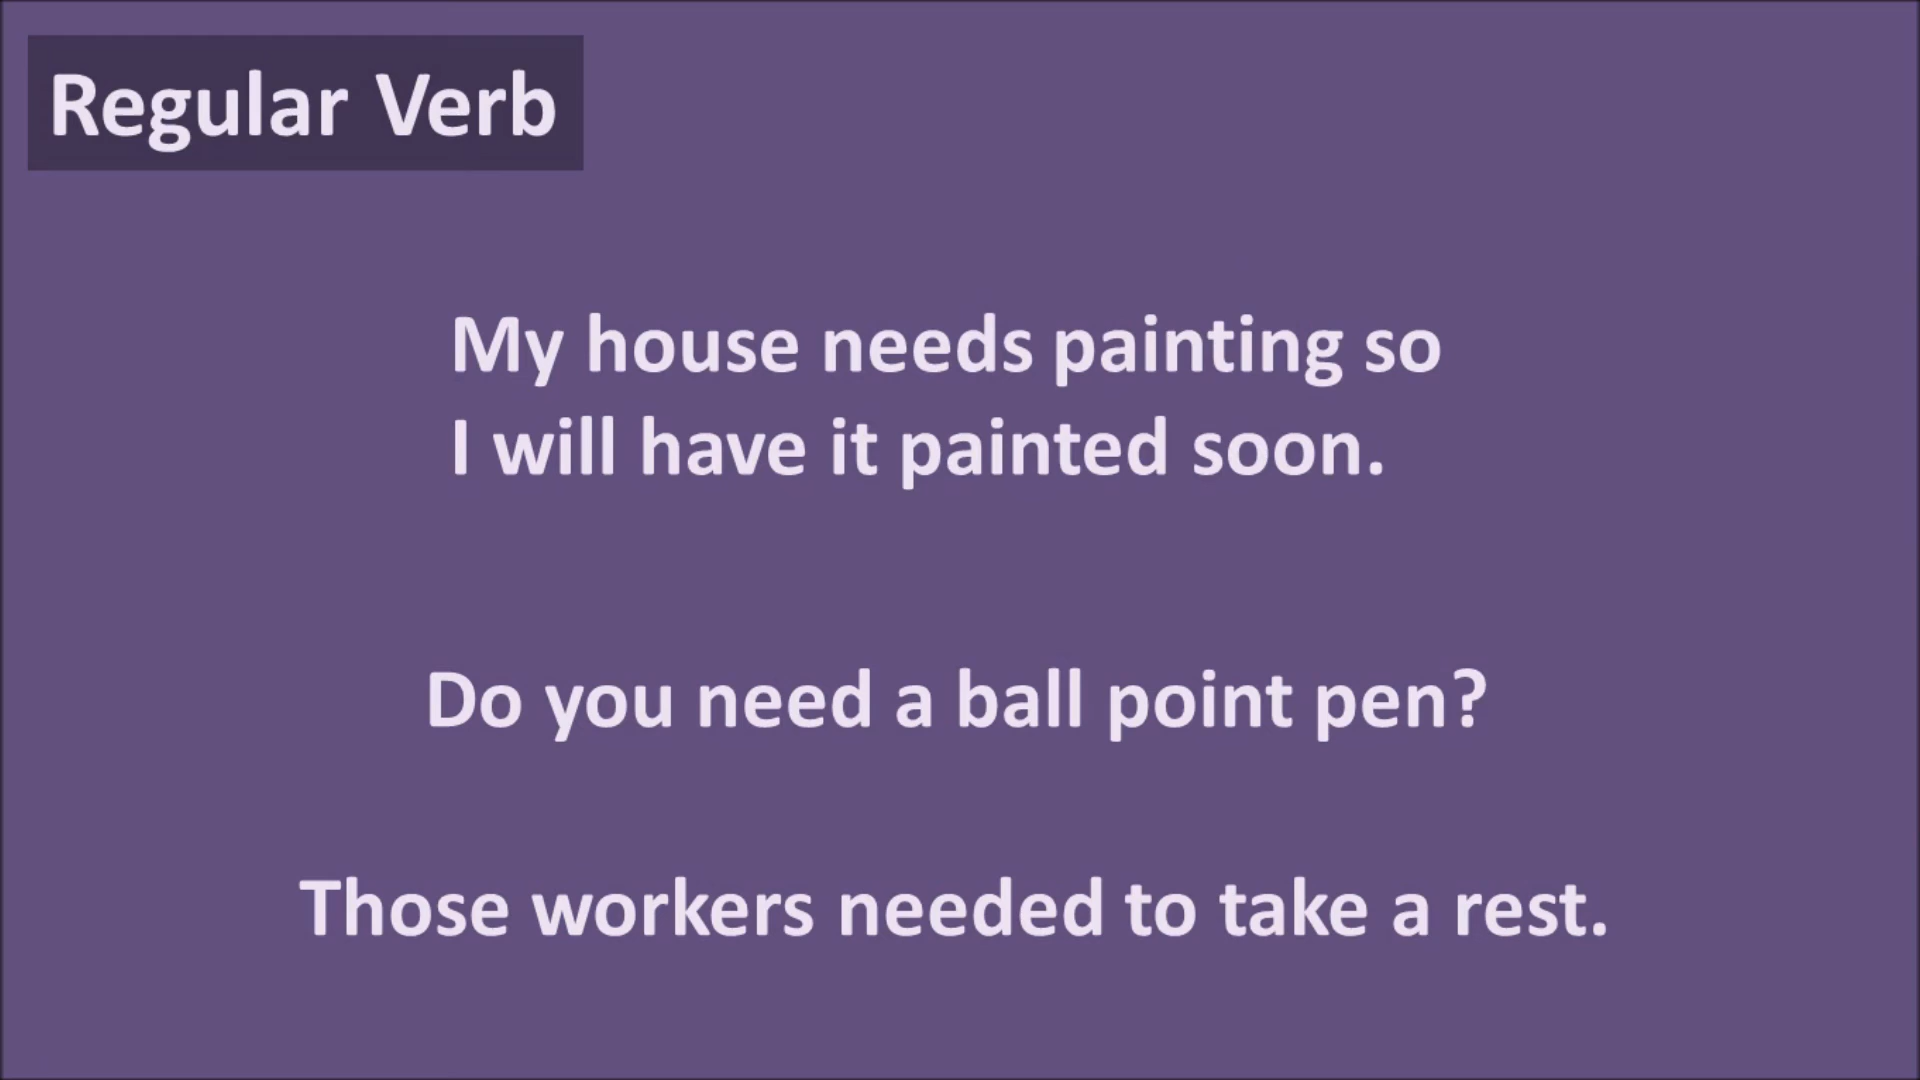 Regular Verb
My house needs painting so
I will have it painted soon.
Do you need a ball point pen?
Those workers needed to take a rest.